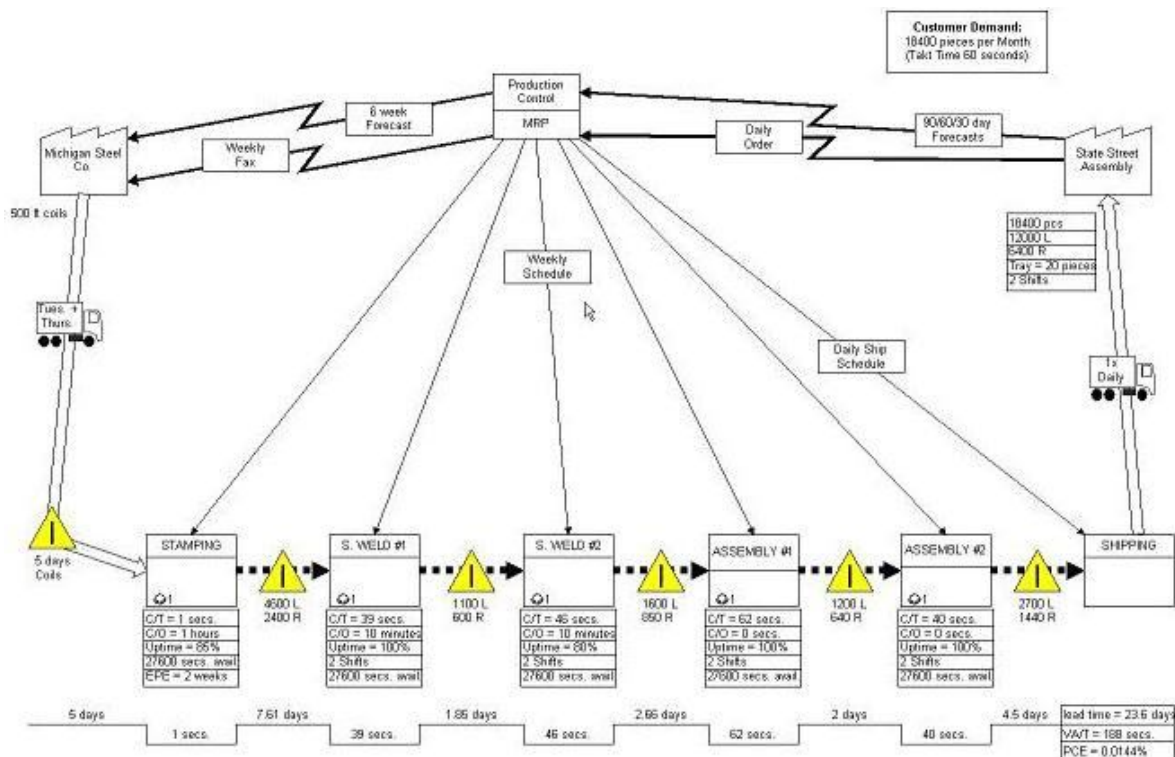 Customer Demand:
18400 pieces per Month
(Takt Time 60 seconds)
Production
Control
MRP
6 week
Forecast
Weekly
Fax
90/60/30 day
Forecasts
Daily
Order
Michigan Steel
Co.
State Street
Assembly
500 ft coils
18400 pcs
12000 L
6400 R
Tray = 20 pieces
2 Shifts
Weekly
Schedule
Tues. +
Thurs.
Daily Ship
Schedule
1x
Daily
I
5 days
Coils
STAMPING
1
C/T = 1 secs.
C/O = 1 hours
Uptime = 85%
27600 secs. avail
EPE = 2 weeks
I
4600 L
2400 R
S. WELD #1
1
C/T = 39 secs.
C/O = 10 minutes
Uptime = 100%
2 Shifts
27600 secs. avail
I
1100 L
600 R
S. WELD #2
1
C/T = 46 secs.
C/O = 10 minutes
Uptime = 80%
2 Shifts
27600 secs. avail
I
1600 L
850 R
ASSEMBLY #1
1
C/T = 62 secs.
C/O = 0 secs.
Uptime = 100%
2 Shifts
27600 secs. avail
I
1200 L
640 R
ASSEMBLY #2
1
C/T = 40 secs.
C/O = 0 secs.
Uptime = 100%
2 Shifts
27600 secs. avail
I
2700 L
1440 R
SHIPPING
5 days
1 secs.
7.61 days
39 secs.
1.85 days
46 secs.
2.66 days
62 secs.
2 days
40 secs.
4.5 days
lead time = 23.6 days
VA/T = 188 secs.
PCE = 0.0144%